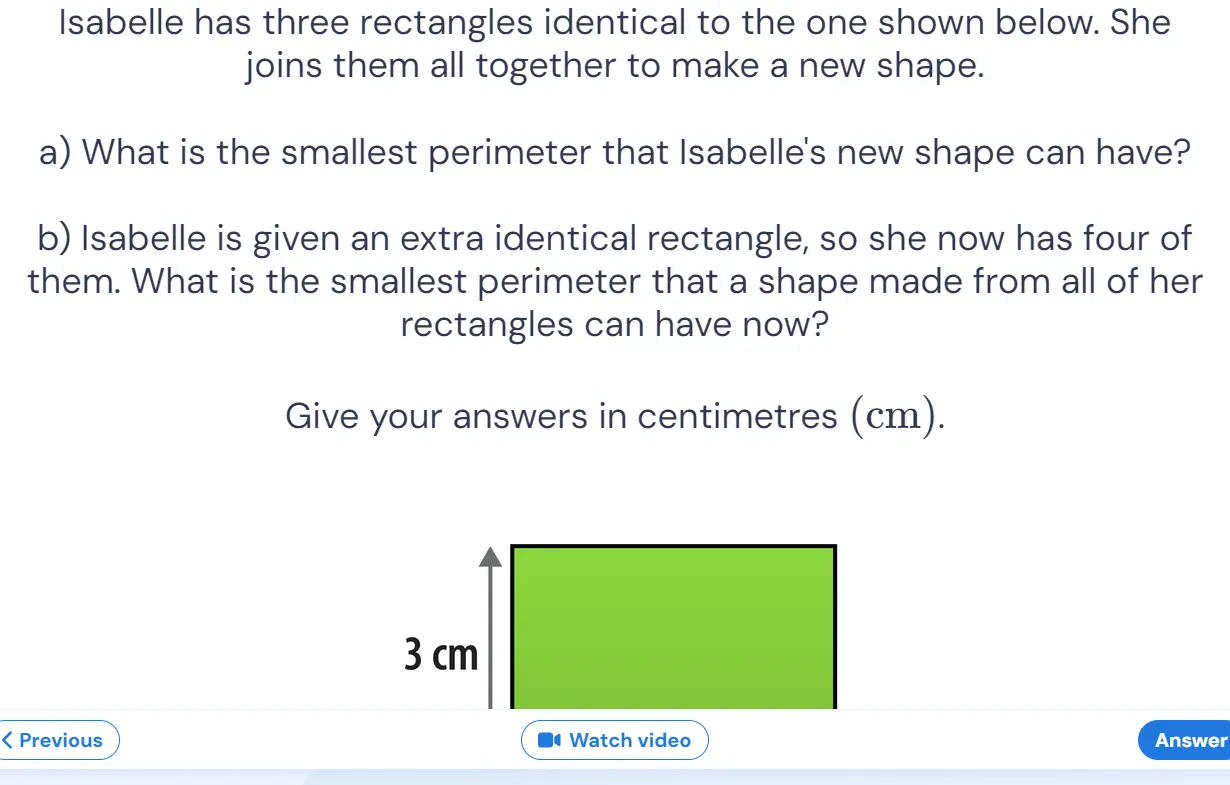 Isabelle has three rectangles identical to the one shown below. She
joins them all together to make a new shape.
a) What is the smallest perimeter that Isabelle's new shape can have?
b) Isabelle is given an extra identical rectangle, so she now has four of
them. What is the smallest perimeter that a shape made from all of her
rectangles can have now?
Give your answers in centimetres (cm).
3 cm
Previous
Watch video
Answer